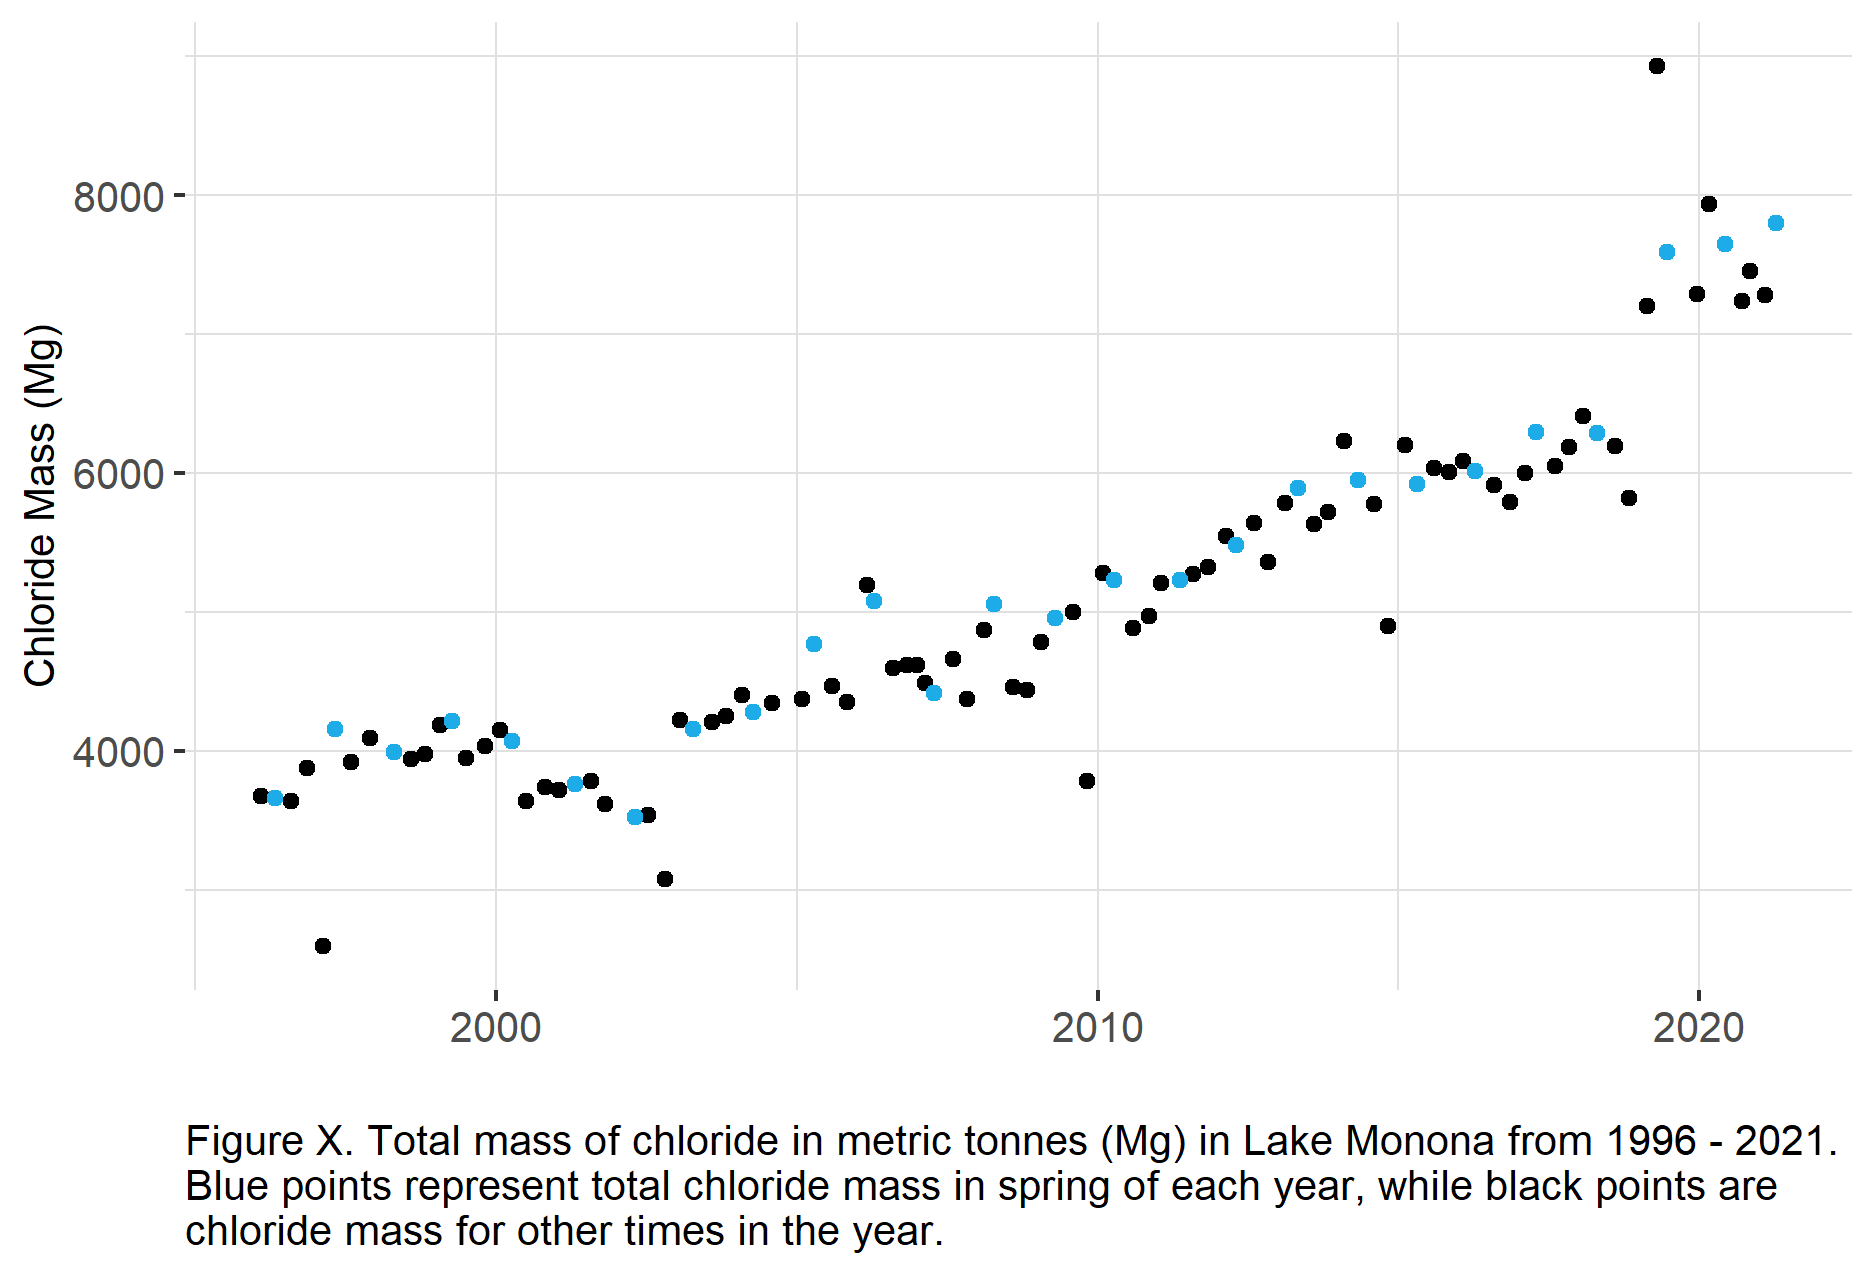 8000
6000
4000
Chloride Mass (Mg)
2000
2010
2020
Figure X. Total mass of chloride in metric tonnes (Mg) in Lake Monona from 1996 - 2021.
Blue points represent total chloride mass in spring of each year, while black points are
chloride mass for other times in the year.